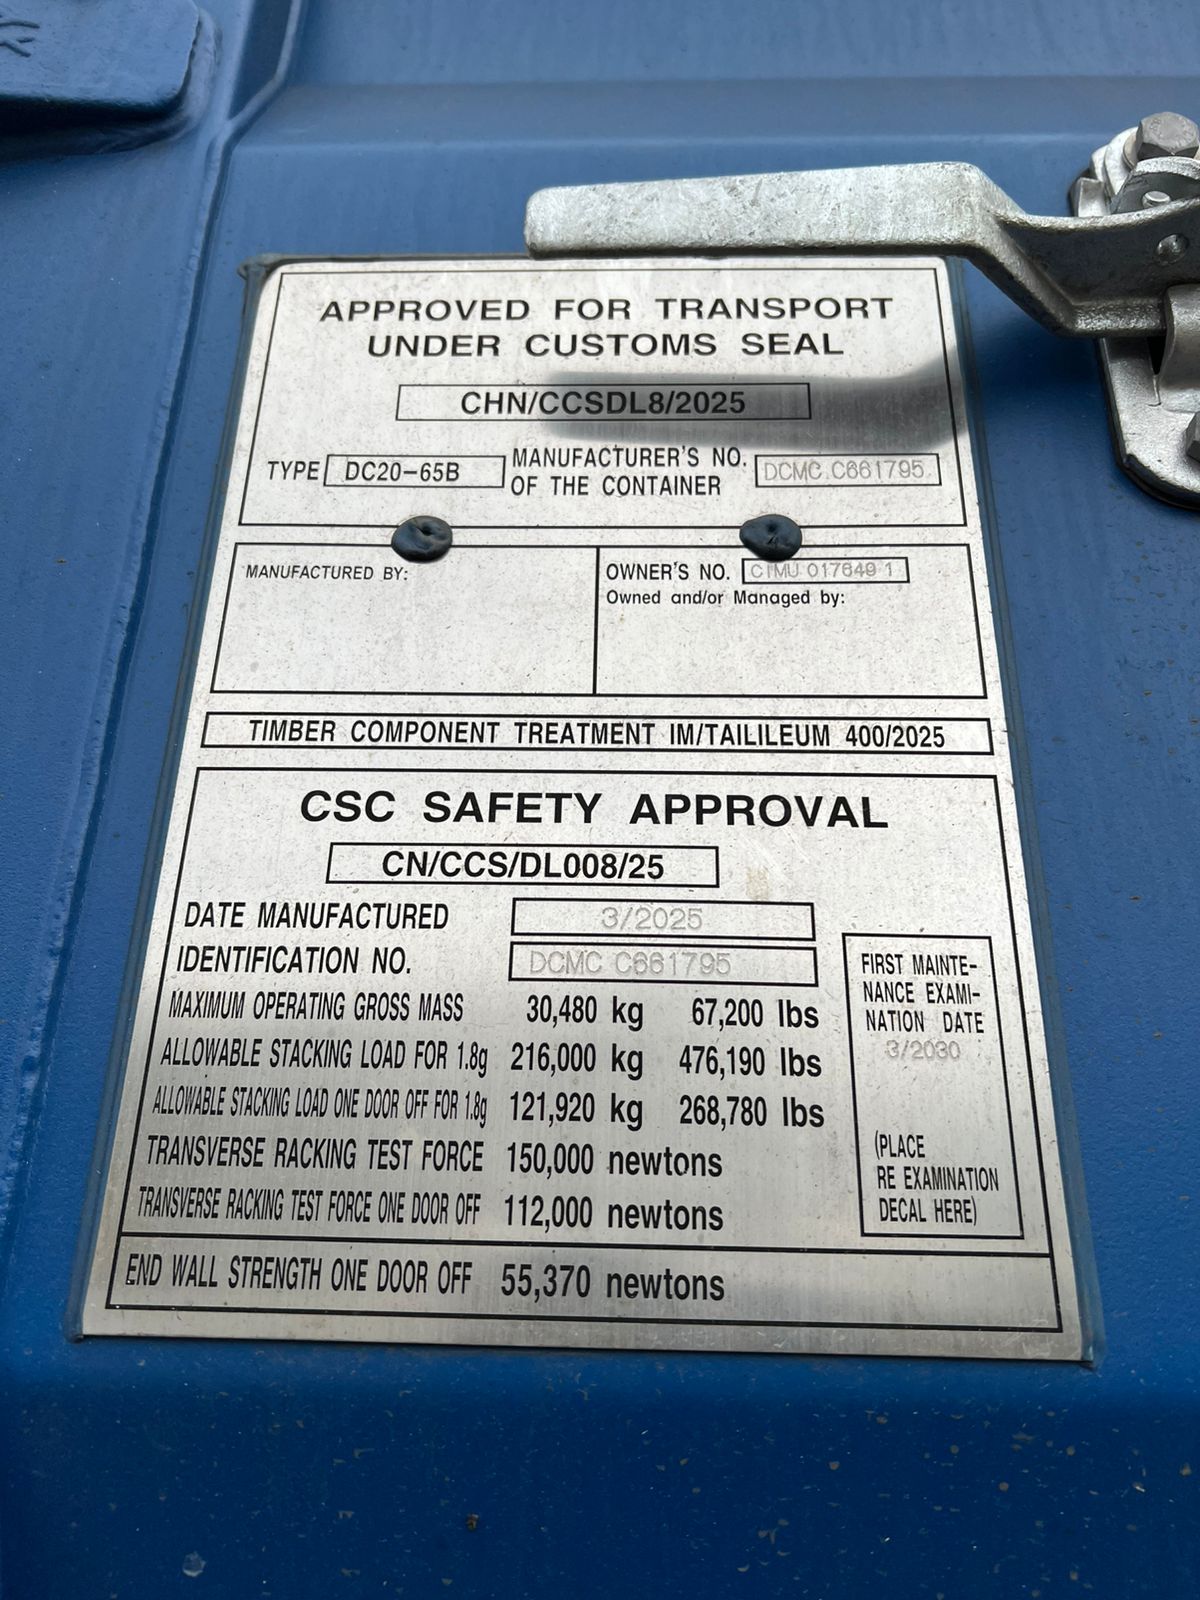 APPROVED FOR TRANSPORT
UNDER CUSTOMS SEAL
CHN/CCSDL8/2025
TYPE DC20-65B MANUFACTURER'S NO.
OF THE CONTAINER DCMC C661795
MANUFACTURED BY:
OWNER'S NO. 017649 1
Owned and/or Managed by:
TIMBER COMPONENT TREATMENT IM/TAILILEUM 400/2025
CSC SAFETY APPROVAL
CN/CCS/DL008/25
DATE MANUFACTURED 3/2025
IDENTIFICATION NO. DCMC C661795
MAXIMUM OPERATING GROSS MASS 30,480 kg 67,200 lbs
ALLOWABLE STACKING LOAD FOR 1.8g 216,000 kg 476,190 lbs
ALLOWABLE STACKING LOAD ONE DOOR OFF FOR 1.8g 121,920 kg 268,780 lbs
TRANSVERSE RACKING TEST FORCE 150,000 newtons
TRANSVERSE RACKING TEST FORCE ONE DOOR OFF 112,000 newtons
END WALL STRENGTH ONE DOOR OFF 55,370 newtons
FIRST MAINTE-
NANCE EXAMI-
NATION DATE
3/2030
(PLACE
RE EXAMINATION
DECAL HERE)